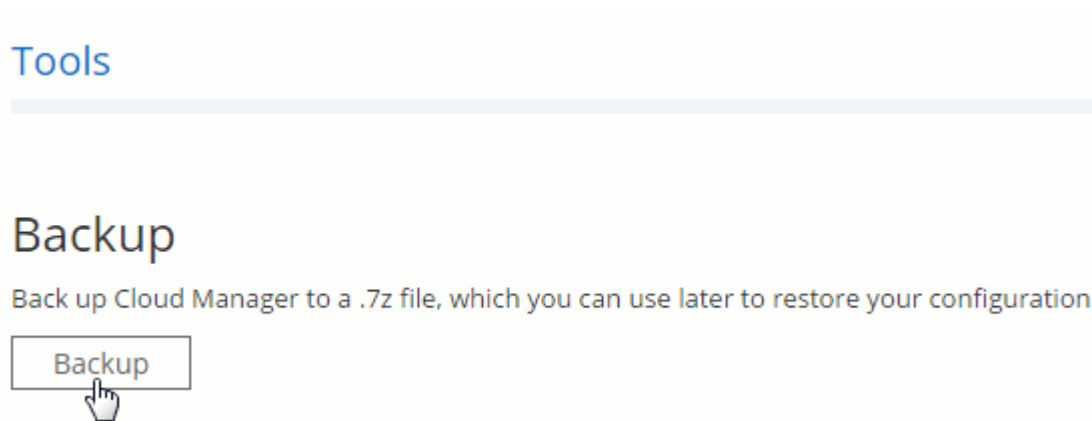 Tools
Backup
Back up Cloud Manager to a .7z file, which you can use later to restore your configuration
Backup